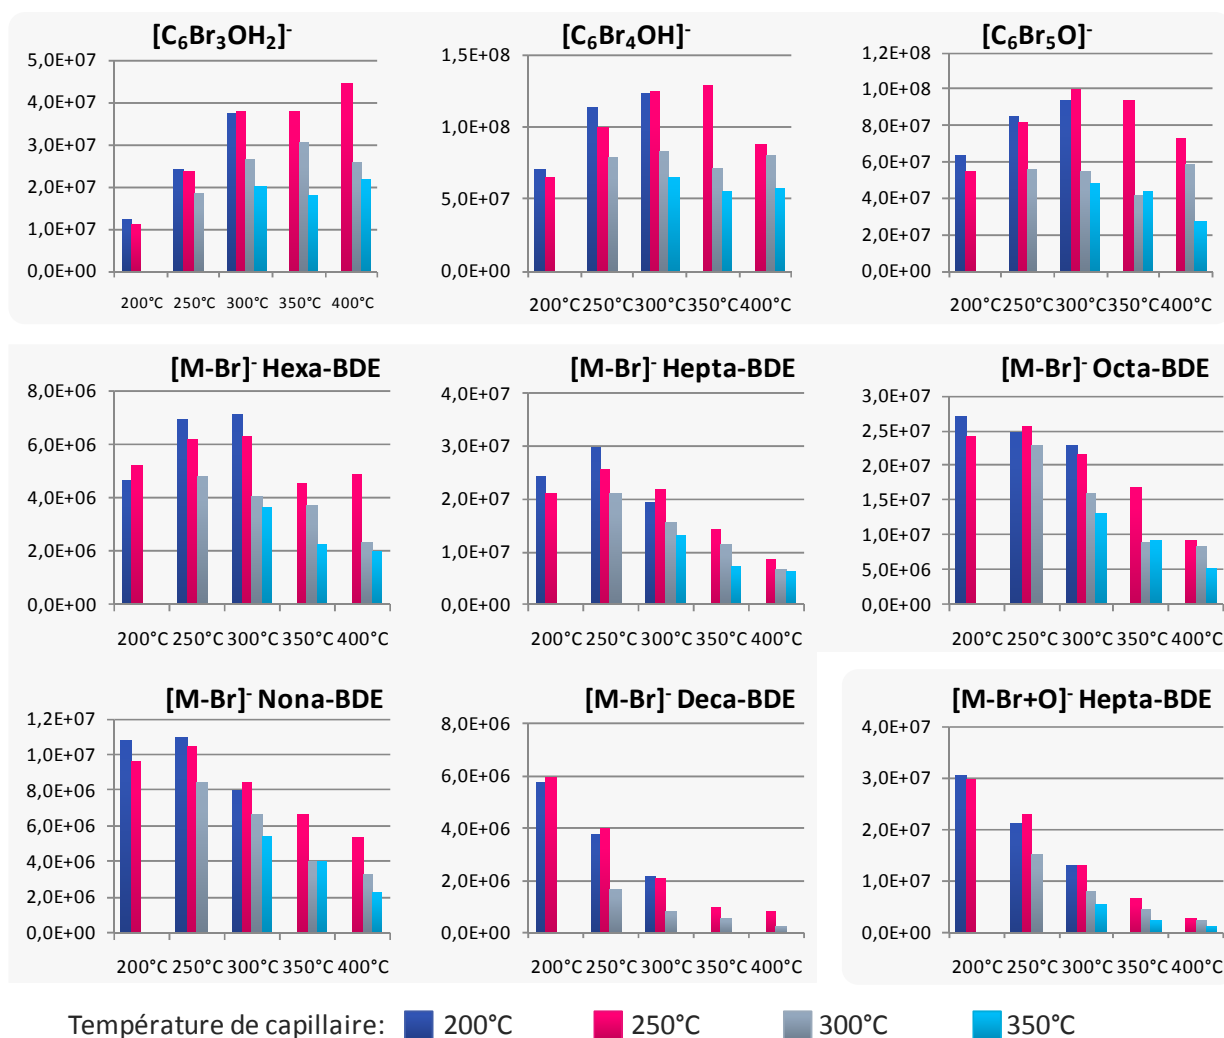 [C₆Br₃OH₂]⁻
5,0E+07
4,0E+07
3,0E+07
2,0E+07
1,0E+07
0,0E+00
200°C 250°C 300°C 350°C 400°C
[C₆Br₄OH]⁻
1,5E+08
1,0E+08
5,0E+07
0,0E+00
200°C 250°C 300°C 350°C 400°C
[C₆Br₅O]⁻
1,2E+08
1,0E+08
8,0E+07
6,0E+07
4,0E+07
2,0E+07
0,0E+00
200°C 250°C 300°C 350°C 400°C
[M-Br]⁻ Hexa-BDE
8,0E+06
6,0E+06
4,0E+06
2,0E+06
0,0E+00
200°C 250°C 300°C 350°C 400°C
[M-Br]⁻ Hepta-BDE
4,0E+07
3,0E+07
2,0E+07
1,0E+07
0,0E+00
200°C 250°C 300°C 350°C 400°C
[M-Br]⁻ Octa-BDE
3,0E+07
2,5E+07
2,0E+07
1,5E+07
1,0E+07
5,0E+06
0,0E+00
200°C 250°C 300°C 350°C 400°C
[M-Br]⁻ Nona-BDE
1,2E+07
1,0E+07
8,0E+06
6,0E+06
4,0E+06
2,0E+06
0,0E+00
200°C 250°C 300°C 350°C 400°C
[M-Br]⁻ Deca-BDE
8,0E+06
6,0E+06
4,0E+06
2,0E+06
0,0E+00
200°C 250°C 300°C 350°C 400°C
[M-Br+O]⁻ Hepta-BDE
4,0E+07
3,0E+07
2,0E+07
1,0E+07
0,0E+00
200°C 250°C 300°C 350°C 400°C
Température de capillaire: 200°C 250°C 300°C 350°C